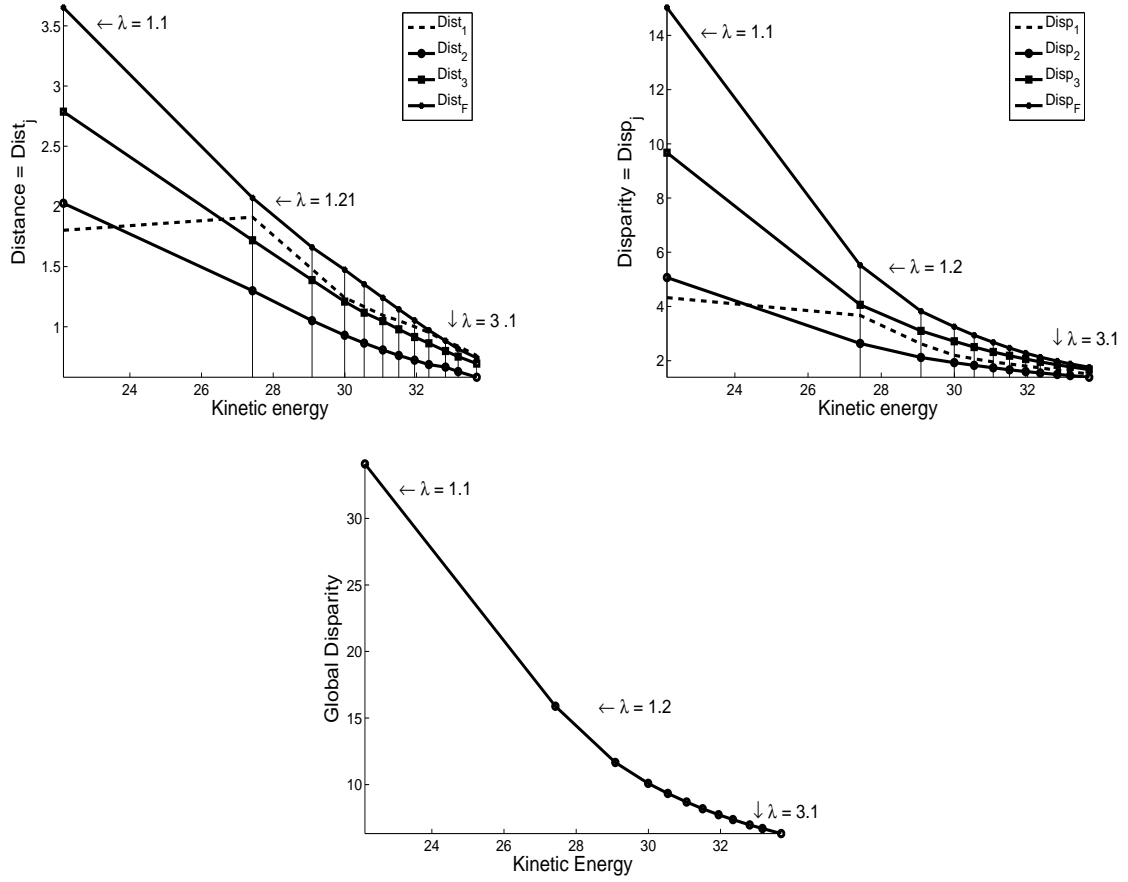 3.5
3
2.5
2
1.5
1
Distance = Dist_j
← λ = 1.1
← λ = 1.21
↓ λ = 3 .1
Dist_1
Dist_2
Dist_3
Dist_F
24 26 28 30 32
Kinetic energy
14
12
10
8
6
4
2
Disparity = Disp_j
← λ = 1.1
← λ = 1.2
↓ λ = 3.1
Disp_1
Disp_2
Disp_3
Disp_F
24 26 28 30 32
Kinetic energy
30
25
20
15
10
Global Disparity
← λ = 1.1
← λ = 1.2
↓ λ = 3.1
24 26 28 30 32
Kinetic Energy